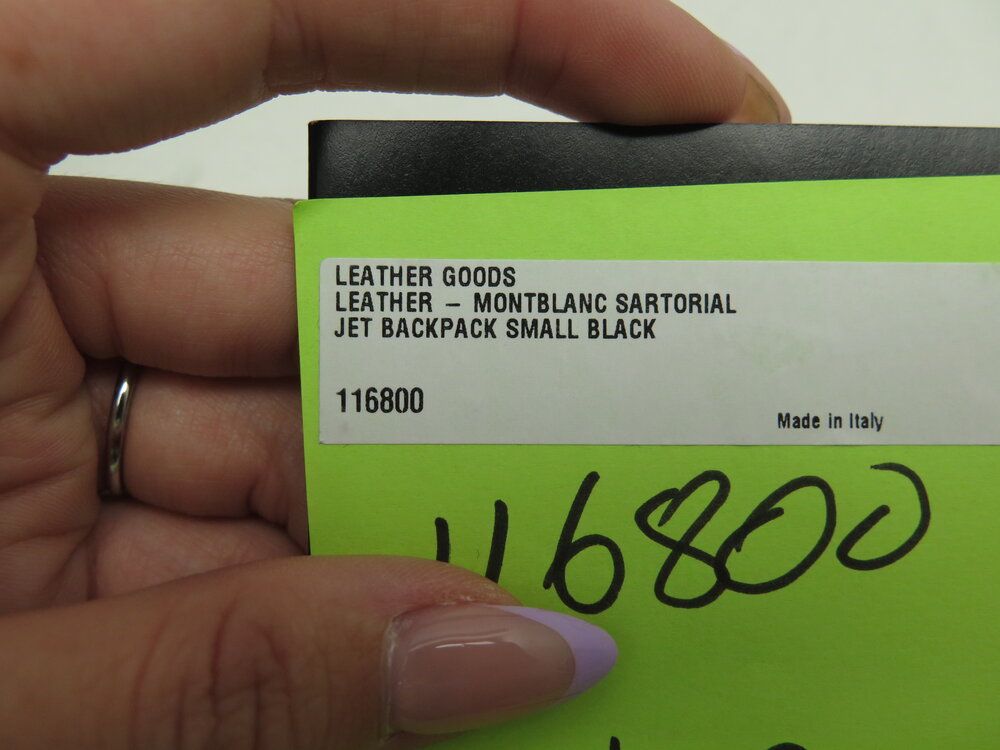 LEATHER GOODS
LEATHER – MONTBLANC SARTORIAL
JET BACKPACK SMALL BLACK
116800
Made in Italy
116800